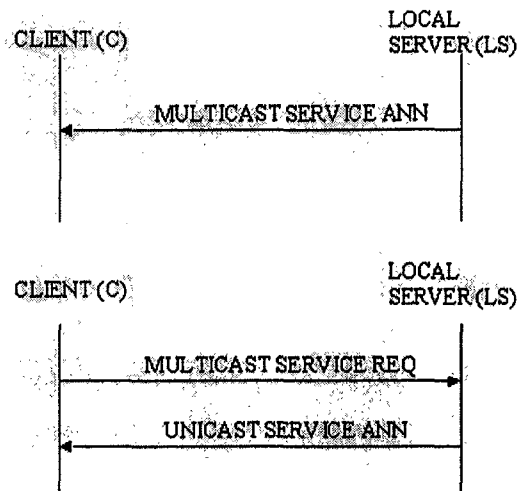 CLIENT (C)
LOCAL
SERVER (LS)
MULTICAST SERVICE ANN
CLIENT (C)
LOCAL
SERVER (LS)
MULTICAST SERVICE REQ
UNICAST SERVICE ANN